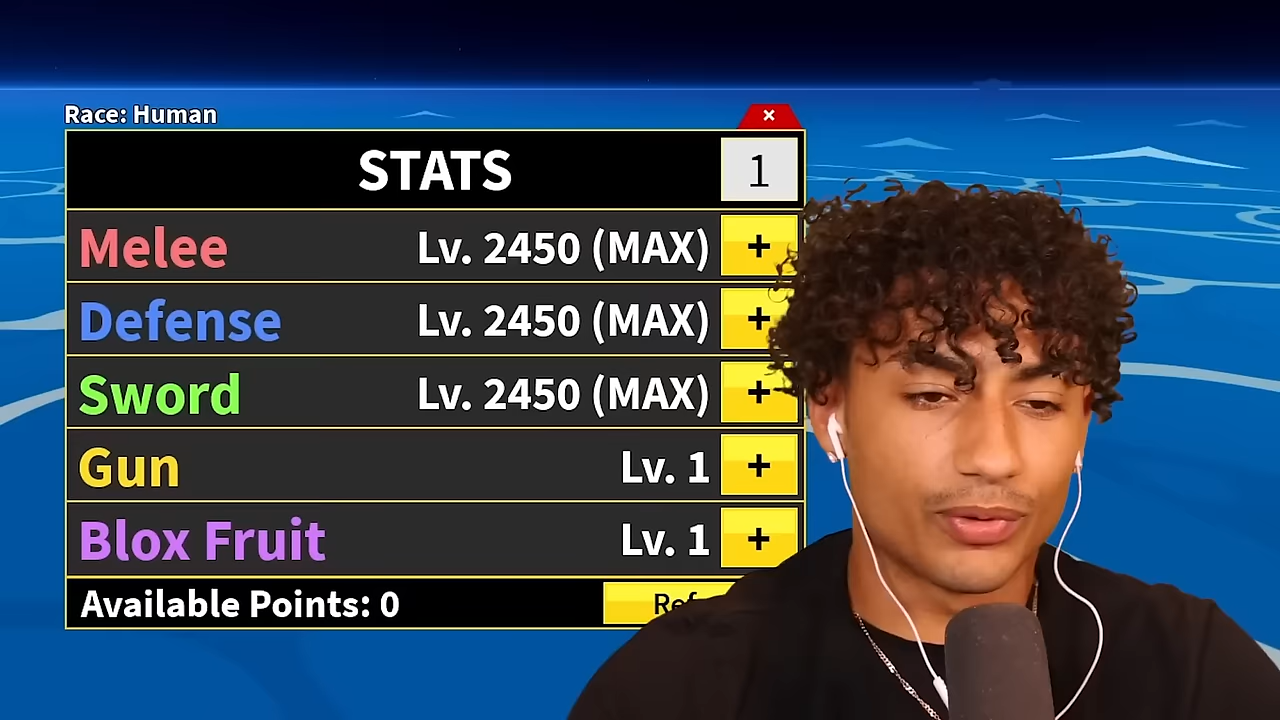 Race: Human
×
STATS 1
Melee Lv. 2450 (MAX) +
Defense Lv. 2450 (MAX) +
Sword Lv. 2450 (MAX) +
Gun Lv. 1 +
Blox Fruit Lv. 1 +
Available Points: 0